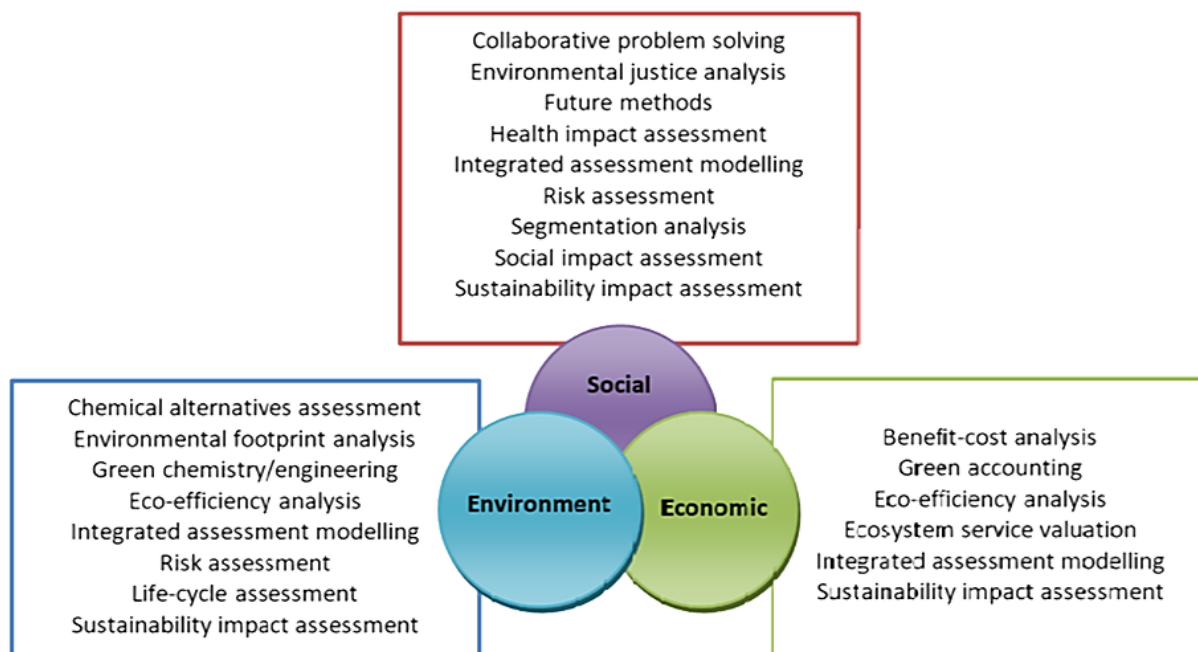 Collaborative problem solving
Environmental justice analysis
Future methods
Health impact assessment
Integrated assessment modelling
Risk assessment
Segmentation analysis
Social impact assessment
Sustainability impact assessment
Social
Environment
Economic
Chemical alternatives assessment
Environmental footprint analysis
Green chemistry/engineering
Eco-efficiency analysis
Integrated assessment modelling
Risk assessment
Life-cycle assessment
Sustainability impact assessment
Benefit-cost analysis
Green accounting
Eco-efficiency analysis
Ecosystem service valuation
Integrated assessment modelling
Sustainability impact assessment